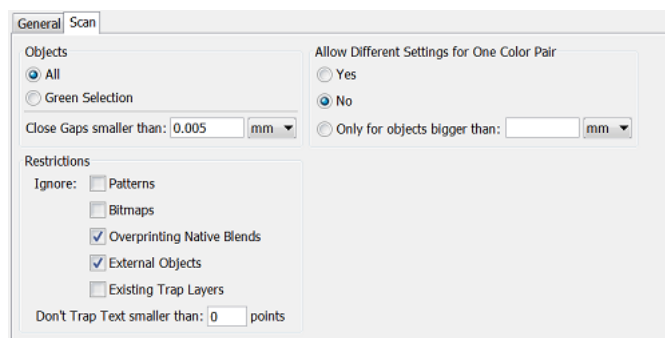 General Scan
Objects
All
Green Selection
Close Gaps smaller than: 0.005 mm
Allow Different Settings for One Color Pair
Yes
No
Only for objects bigger than: mm
Restrictions
Ignore: Patterns
Bitmaps
Overprinting Native Blends
External Objects
Existing Trap Layers
Don't Trap Text smaller than: 0 points